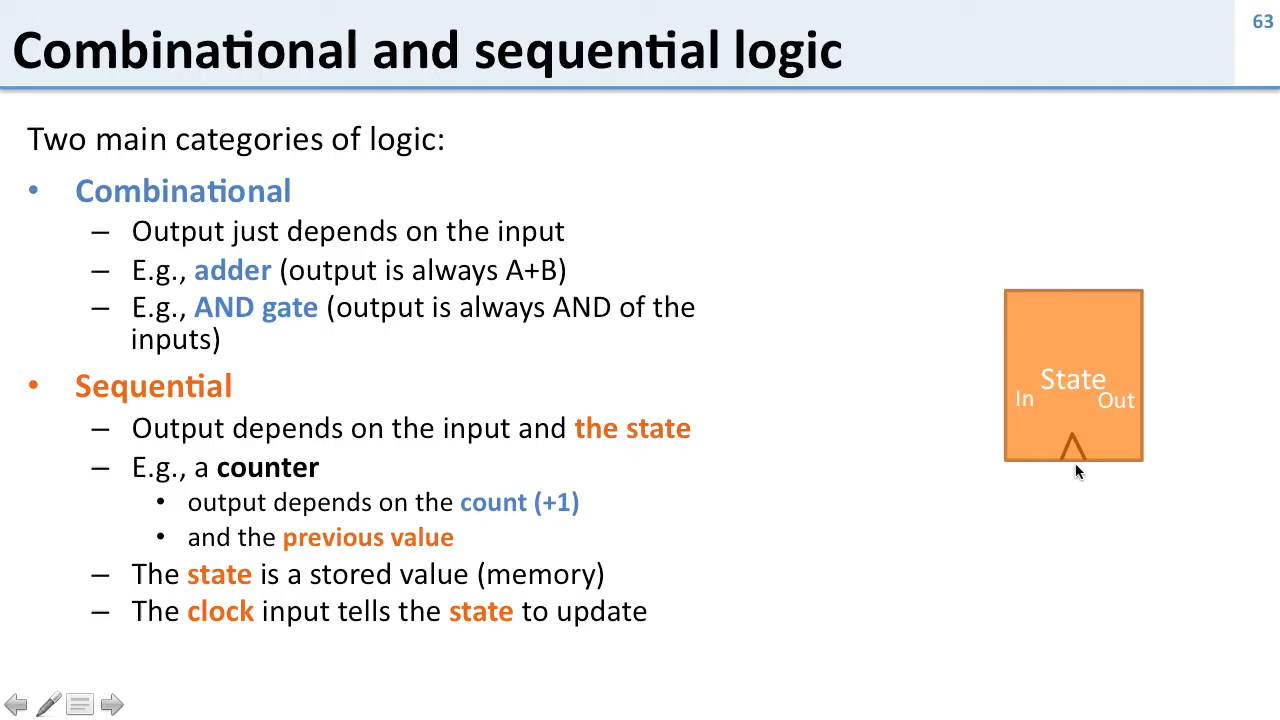 Combinational and sequential logic
63
Two main categories of logic:
• Combinational
– Output just depends on the input
– E.g., adder (output is always A+B)
– E.g., AND gate (output is always AND of the
inputs)
• Sequential
– Output depends on the input and the state
– E.g., a counter
• output depends on the count (+1)
• and the previous value
– The state is a stored value (memory)
– The clock input tells the state to update
State
In
Out